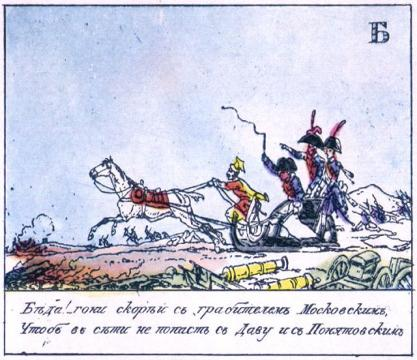 Б
Бѣда! гони скорѣй съ грабителемъ Московскимъ,
Чтобъ въ сѣти не попасть съ Даву и съ Понятовскимъ